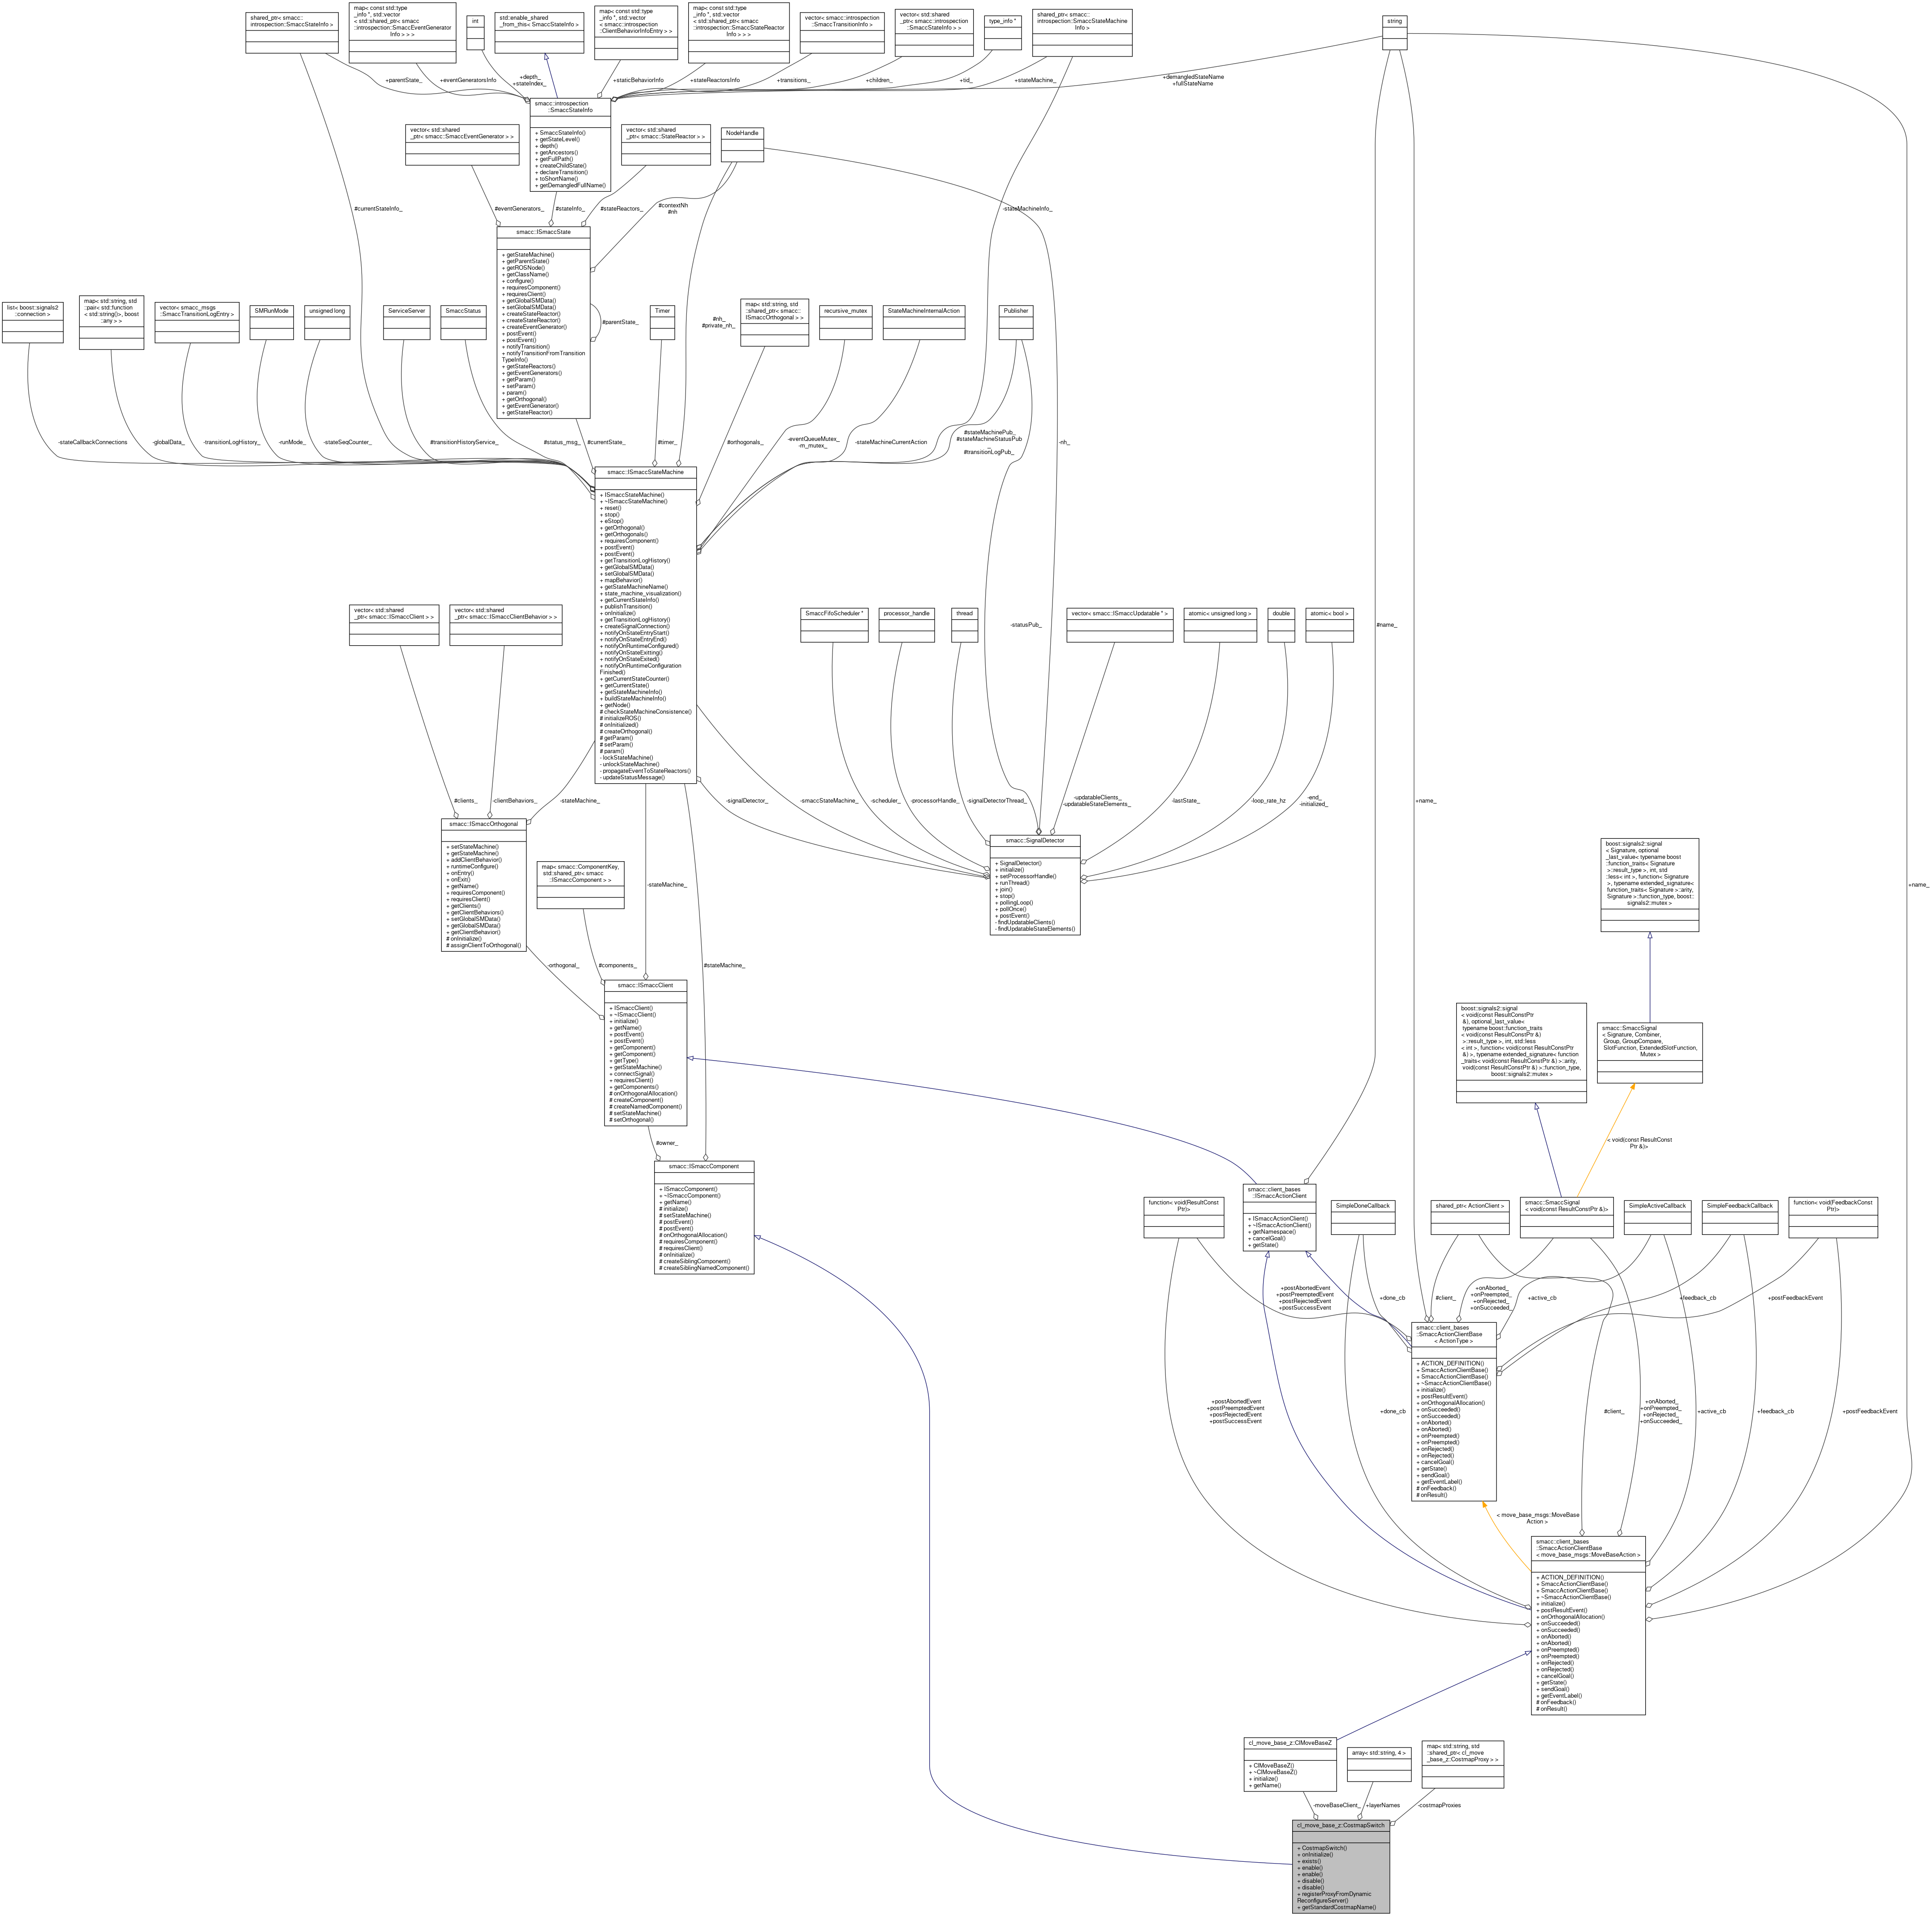 shared_ptr< smacc::
introspection::SmaccStateInfo >
map< const std::type
_info *, std::vector
< std::shared_ptr< smacc
::introspection::SmaccEventGenerator
Info > > >
int
std::enable_shared
_from_this< SmaccStateInfo >
map< const std::type
_info *, std::vector
< smacc::introspection
::ClientBehaviorInfoEntry > >
map< const std::type
_info *, std::vector
< std::shared_ptr< smacc
::introspection::SmaccStateReactor
Info > > >
vector< smacc::introspection
::SmaccTransitionInfo >
vector< std::shared
_ptr< smacc::introspection
::SmaccStateInfo > >
type_info *
shared_ptr< smacc::
introspection::SmaccStateMachine
Info >
string
+parentState_
+eventGeneratorsInfo
+depth_
+stateIndex_
+staticBehaviorInfo
+stateReactorsInfo
+transitions_
+children_
+tid_
+stateMachine_
+demangledStateName
+fullStateName
smacc::introspection
::SmaccStateInfo
+ SmaccStateInfo()
+ getStateLevel()
+ depth()
+ getAncestors()
+ getFullPath()
+ createChildState()
+ declareTransition()
+ toShortName()
+ getDemangledFullName()
vector< std::shared
_ptr< smacc::SmaccEventGenerator > >
vector< std::shared
_ptr< smacc::StateReactor > >
NodeHandle
#currentStateInfo_
#eventGenerators_
#stateInfo_
#stateReactors_
#contextNh
#nh
-stateMachineInfo_
smacc::ISmaccState
+ getStateMachine()
+ getParentState()
+ getROSNode()
+ getClassName()
+ configure()
+ requiresComponent()
+ requiresClient()
+ getGlobalSMData()
+ setGlobalSMData()
+ createStateReactor()
+ createStateReactor()
+ createEventGenerator()
+ postEvent()
+ postEvent()
+ notifyTransition()
+ notifyTransitionFromTransition
TypeInfo()
+ getStateReactors()
+ getEventGenerators()
+ getParam()
+ setParam()
+ param()
+ getOrthogonal()
+ getEventGenerator()
+ getStateReactor()
#parentState_
list< boost::signals2
::connection >
map< std::string, std
::pair< std::function
< std::string()>, boost
::any > >
vector< smacc_msgs
::SmaccTransitionLogEntry >
SMRunMode
unsigned long
ServiceServer
SmaccStatus
Timer
#nh_
#private_nh_
map< std::string, std
::shared_ptr< smacc::
ISmaccOrthogonal > >
recursive_mutex
StateMachineInternalAction
Publisher
-stateCallbackConnections
-globalData_
-transitionLogHistory_
-runMode_
-stateSeqCounter_
#transitionHistoryService_
#status_msg_
#currentState_
#timer_
#orthogonals_
-eventQueueMutex_
-m_mutex_
-stateMachineCurrentAction
#stateMachinePub_
#stateMachineStatusPub
_
#transitionLogPub_
-nh_
smacc::ISmaccStateMachine
+ ISmaccStateMachine()
+ ~ISmaccStateMachine()
+ reset()
+ stop()
+ eStop()
+ getOrthogonal()
+ getOrthogonals()
+ requiresComponent()
+ postEvent()
+ postEvent()
+ getTransitionLogHistory()
+ getGlobalSMData()
+ setGlobalSMData()
+ mapBehavior()
+ getStateMachineName()
+ state_machine_visualization()
+ getCurrentStateInfo()
+ publishTransition()
+ onInitialize()
+ getTransitionLogHistory()
+ createSignalConnection()
+ notifyOnStateEntryStart()
+ notifyOnStateEntryEnd()
+ notifyOnRuntimeConfigured()
+ notifyOnStateExitting()
+ notifyOnStateExited()
+ notifyOnRuntimeConfiguration
Finished()
+ getCurrentStateCounter()
+ getCurrentState()
+ getStateMachineInfo()
+ buildStateMachineInfo()
+ getNode()
# checkStateMachineConsistence()
# initializeROS()
# onInitialized()
# createOrthogonal()
# getParam()
# setParam()
# param()
- lockStateMachine()
- unlockStateMachine()
- propagateEventToStateReactors()
- updateStatusMessage()
vector< std::shared
_ptr< smacc::ISmaccClient > >
vector< std::shared
_ptr< smacc::ISmaccClientBehavior > >
SmaccFifoScheduler *
processor_handle
thread
-statusPub_
vector< smacc::ISmaccUpdatable * >
atomic< unsigned long >
double
atomic< bool >
#name_
#clients_
-clientBehaviors_
-stateMachine_
-signalDetector_
-smaccStateMachine_
-scheduler_
-processorHandle_
-signalDetectorThread_
-updatableClients_
-updatableStateElements_
-lastState_
-loop_rate_hz
-end_
-initialized_
+name_
smacc::ISmaccOrthogonal
+ setStateMachine()
+ getStateMachine()
+ addClientBehavior()
+ runtimeConfigure()
+ onEntry()
+ onExit()
+ getName()
+ requiresComponent()
+ requiresClient()
+ getClients()
+ getClientBehaviors()
+ setGlobalSMData()
+ getGlobalSMData()
+ getClientBehavior()
# onInitialize()
# assignClientToOrthogonal()
smacc::SignalDetector
+ SignalDetector()
+ initialize()
+ setProcessorHandle()
+ runThread()
+ join()
+ stop()
+ pollingLoop()
+ pollOnce()
+ postEvent()
- findUpdatableClients()
- findUpdatableStateElements()
map< smacc::ComponentKey,
std::shared_ptr< smacc
::ISmaccComponent > >
-stateMachine_
boost::signals2::signal
< Signature, optional
_last_value< typename boost
::function_traits< Signature
>::result_type >, int, std
::less< int >, function< Signature
>, typename extended_signature<
function_traits< Signature >::arity,
Signature >::function_type, boost::
signals2::mutex >
+name_
-orthogonal_
#components_
#stateMachine_
smacc::ISmaccClient
+ ISmaccClient()
+ ~ISmaccClient()
+ initialize()
+ getName()
+ postEvent()
+ postEvent()
+ getComponent()
+ getComponent()
+ getType()
+ getStateMachine()
+ connectSignal()
+ requiresClient()
+ getComponents()
# onOrthogonalAllocation()
# createComponent()
# createNamedComponent()
# setStateMachine()
# setOrthogonal()
boost::signals2::signal
< void(const ResultConstPtr
&), optional_last_value<
typename boost::function_traits
< void(const ResultConstPtr &)
>::result_type >, int, std::less
< int >, function< void(const ResultConstPtr
&) >, typename extended_signature< function
_traits< void(const ResultConstPtr &) >::arity,
void(const ResultConstPtr &) >::function_type,
boost::signals2::mutex >
smacc::SmaccSignal
< Signature, Combiner,
Group, GroupCompare,
SlotFunction, ExtendedSlotFunction,
Mutex >
#owner_
< void(const ResultConst
Ptr &)>
smacc::ISmaccComponent
+ ISmaccComponent()
+ ~ISmaccComponent()
+ getName()
# initialize()
# setStateMachine()
# postEvent()
# postEvent()
# onOrthogonalAllocation()
# requiresComponent()
# requiresClient()
# onInitialize()
# createSiblingComponent()
# createSiblingNamedComponent()
function< void(ResultConst
Ptr)>
smacc::client_bases
::ISmaccActionClient
+ ISmaccActionClient()
+ ~ISmaccActionClient()
+ getNamespace()
+ cancelGoal()
+ getState()
SimpleDoneCallback
shared_ptr< ActionClient >
smacc::SmaccSignal
< void(const ResultConstPtr &)>
SimpleActiveCallback
SimpleFeedbackCallback
function< void(FeedbackConst
Ptr)>
+postAbortedEvent
+postPreemptedEvent
+postRejectedEvent
+postSuccessEvent
+done_cb
#client_
+onAborted_
+onPreempted_
+onRejected_
+onSucceeded_
+active_cb
+feedback_cb
+postFeedbackEvent
smacc::client_bases
::SmaccActionClientBase
< ActionType >
+ ACTION_DEFINITION()
+ SmaccActionClientBase()
+ SmaccActionClientBase()
+ ~SmaccActionClientBase()
+ initialize()
+ postResultEvent()
+ onOrthogonalAllocation()
+ onSucceeded()
+ onSucceeded()
+ onAborted()
+ onAborted()
+ onPreempted()
+ onPreempted()
+ onRejected()
+ onRejected()
+ cancelGoal()
+ getState()
+ sendGoal()
+ getEventLabel()
# onFeedback()
# onResult()
+postAbortedEvent
+postPreemptedEvent
+postRejectedEvent
+postSuccessEvent
+done_cb
#client_
+onAborted_
+onPreempted_
+onRejected_
+onSucceeded_
+active_cb
+feedback_cb
+postFeedbackEvent
< move_base_msgs::MoveBase
Action >
smacc::client_bases
::SmaccActionClientBase
< move_base_msgs::MoveBaseAction >
+ ACTION_DEFINITION()
+ SmaccActionClientBase()
+ SmaccActionClientBase()
+ ~SmaccActionClientBase()
+ initialize()
+ postResultEvent()
+ onOrthogonalAllocation()
+ onSucceeded()
+ onSucceeded()
+ onAborted()
+ onAborted()
+ onPreempted()
+ onPreempted()
+ onRejected()
+ onRejected()
+ cancelGoal()
+ getState()
+ sendGoal()
+ getEventLabel()
# onFeedback()
# onResult()
cl_move_base_z::ClMoveBaseZ
+ ClMoveBaseZ()
+ ~ClMoveBaseZ()
+ initialize()
+ getName()
array< std::string, 4 >
map< std::string, std
::shared_ptr< cl_move
_base_z::CostmapProxy > >
-moveBaseClient_
+layerNames
-costmapProxies
cl_move_base_z::CostmapSwitch
+ CostmapSwitch()
+ onInitialize()
+ exists()
+ enable()
+ enable()
+ disable()
+ disable()
+ registerProxyFromDynamic
ReconfigureServer()
+ getStandardCostmapName()